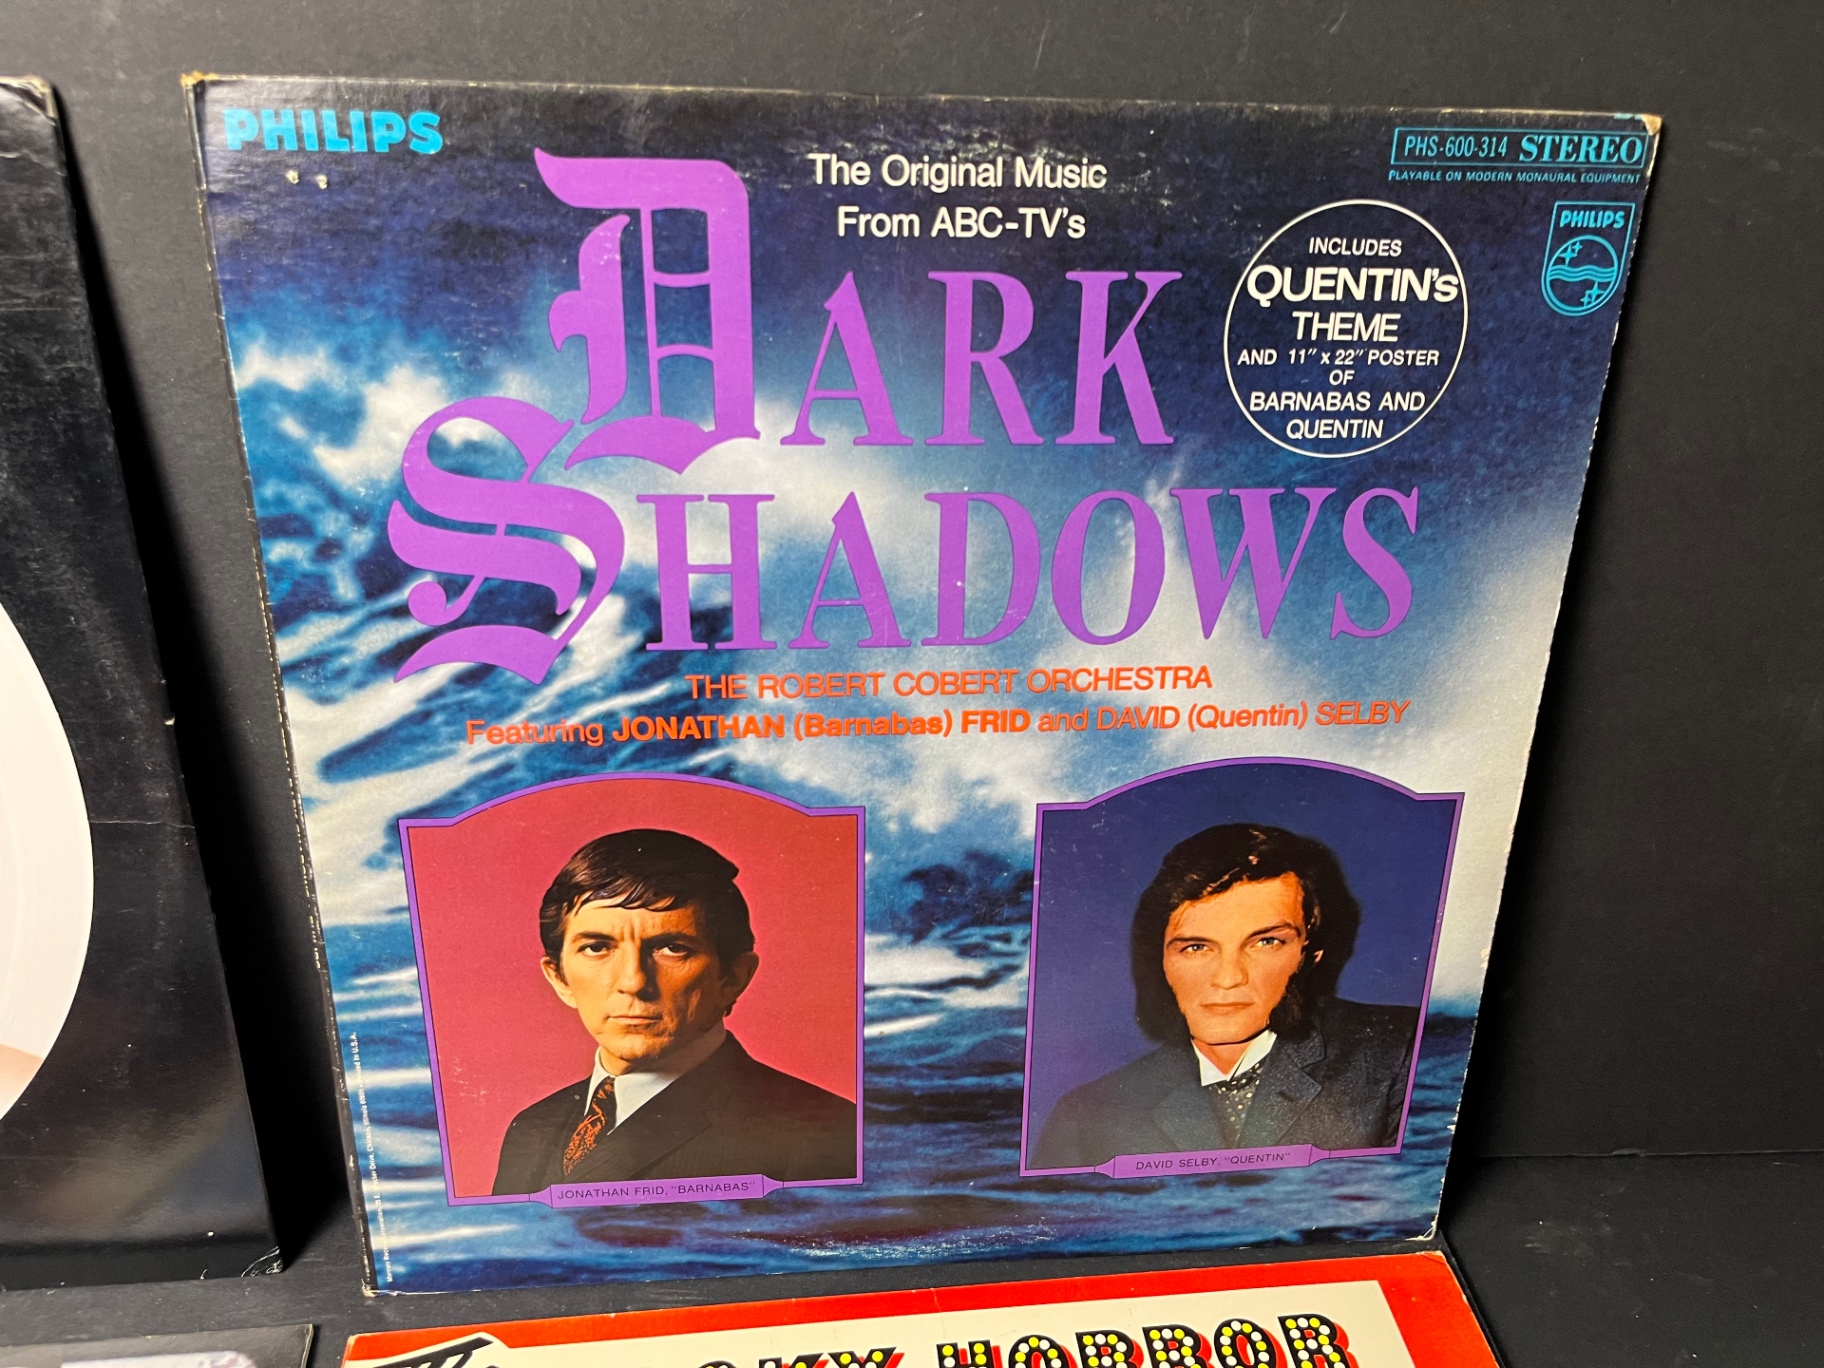 PHILIPS
The Original Music
From ABC-TV's
PHS-600-314 STEREO
PLAYABLE ON MODERN MONAURAL EQUIPMENT
PHILIPS
INCLUDES
QUENTIN's
THEME
AND 11" x 22" POSTER
OF
BARNABAS AND
QUENTIN
DARK
SHADOWS
THE ROBERT COBERT ORCHESTRA
Featuring JONATHAN (Barnabas) FRID and DAVID (Quentin) SELBY
JONATHAN FRID, "BARNABAS"
DAVID SELBY, "QUENTIN"
HORROR